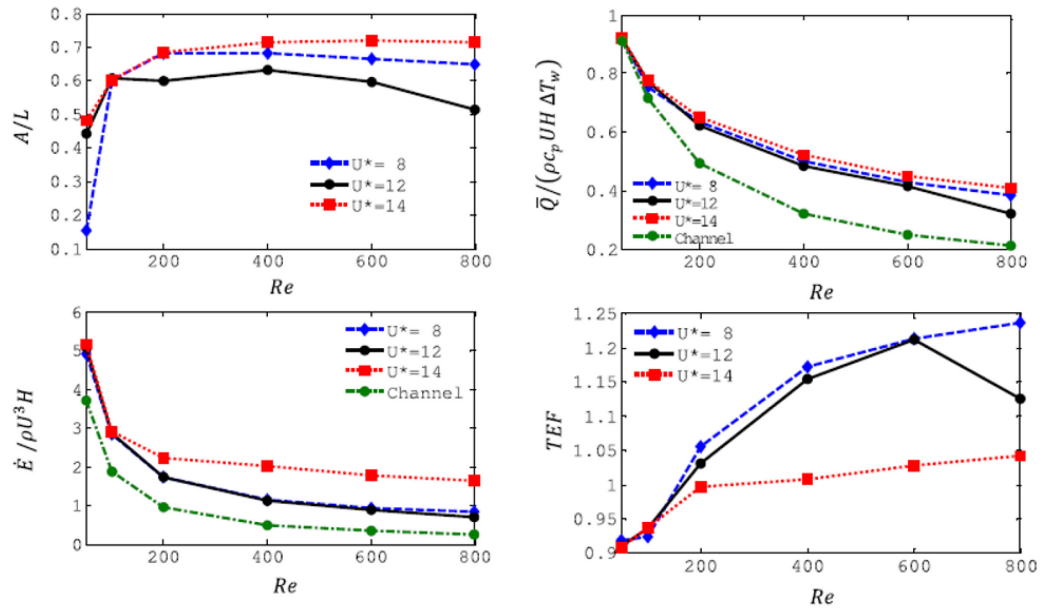 0.8
0.7
0.6
0.5
0.4
0.3
0.2
0.1
A/L
U*= 8
U*=12
U*=14
200 400 600 800
Re
1
0.8
0.6
0.4
0.2
Q̅/(ρc_p UH ΔT_w)
U*= 8
U*=12
U*=14
Channel
200 400 600 800
Re
6
5
4
3
2
1
0
Ė/ρU³H
U*= 8
U*=12
U*=14
Channel
200 400 600 800
Re
1.25
1.2
1.15
1.1
1.05
1
0.95
0.9
TEF
U*= 8
U*=12
U*=14
200 400 600 800
Re